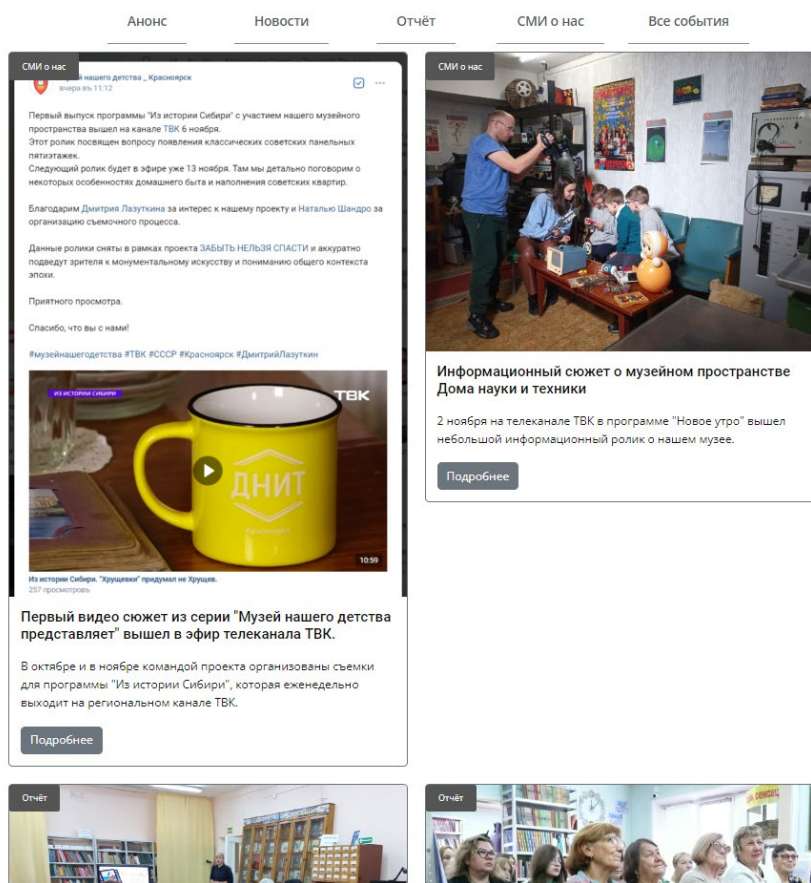 Анонс
Новости
Отчёт
СМИ о нас
Все события
СМИ о нас
нашего детства _ Красноярск
вчера въ 11:12
Первый выпуск программы "Из истории Сибири" с участием нашего музейного
пространства вышел на канале ТВК 6 ноября.
Этот ролик посвящен вопросу появления классических советских панельных
пятиэтажек.
Следующий ролик будет в эфире уже 13 ноября. Там мы детально поговорим о
некоторых особенностях домашнего быта и наполнения советских квартир.
Благодарим Дмитрия Лазуткина за интерес к нашему проекту и Наталью Шандро за
организацию съемочного процесса.
Данные ролики сняты в рамках проекта ЗАБЫТЬ НЕЛЬЗЯ СПАСТИ и аккуратно
подведут зрителя к монументальному искусству и пониманию общего контекста
эпохи.
Приятного просмотра.
Спасибо, что вы с нами!
#музейнашегодетства #ТВК #СССР #Красноярск #ДмитрийЛазуткин
ИЗ ИСТОРИИ СИБИРИ
ТВК
ДНИТ
Красноярск
10:59
Из истории Сибири. "Хрущевки" придумал не Хрущев.
257 просмотровъ
Первый видео сюжет из серии "Музей нашего детства
представляет" вышел в эфир телеканала ТВК.
В октябре и в ноябре командой проекта организованы съемки
для программы "Из истории Сибири", которая еженедельно
выходит на региональном канале ТВК.
Подробнее
СМИ о нас
Информационный сюжет о музейном пространстве
Дома науки и техники
2 ноября на телеканале ТВК в программе "Новое утро" вышел
небольшой информационный ролик о нашем музее.
Подробнее
Отчёт
Отчёт